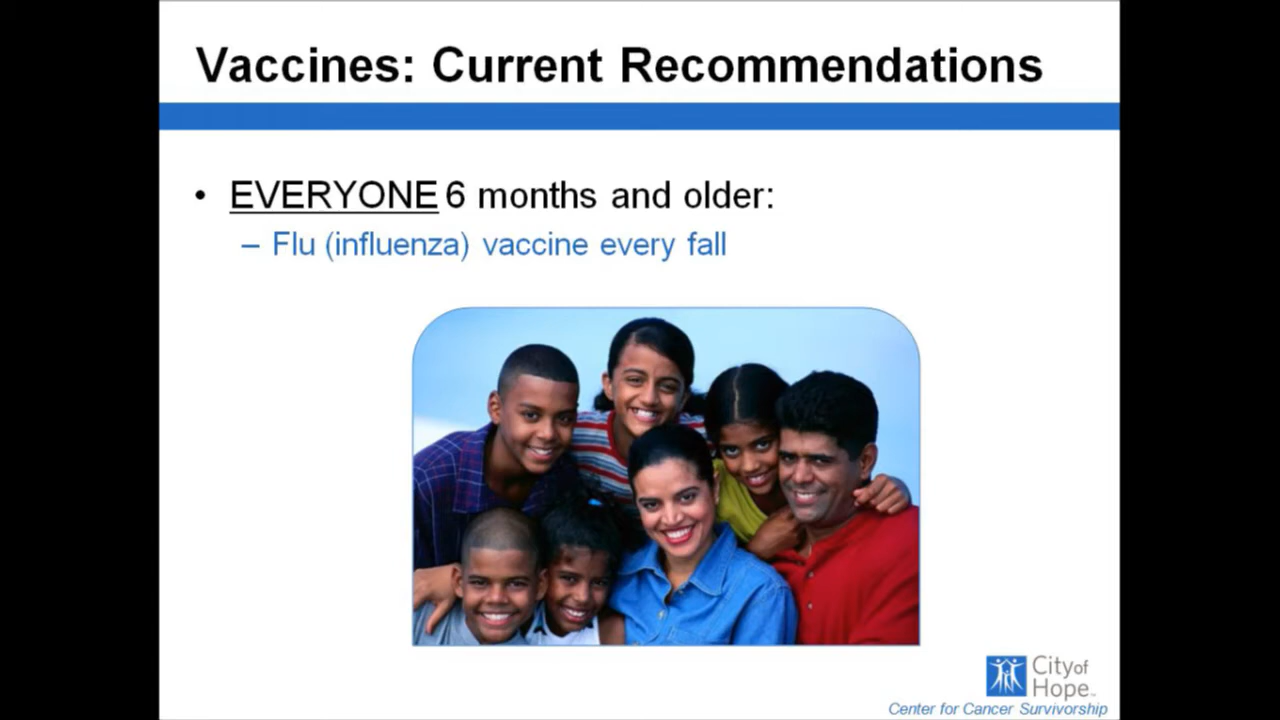 Vaccines: Current Recommendations
• EVERYONE 6 months and older:
– Flu (influenza) vaccine every fall
City of
Hope™
Center for Cancer Survivorship